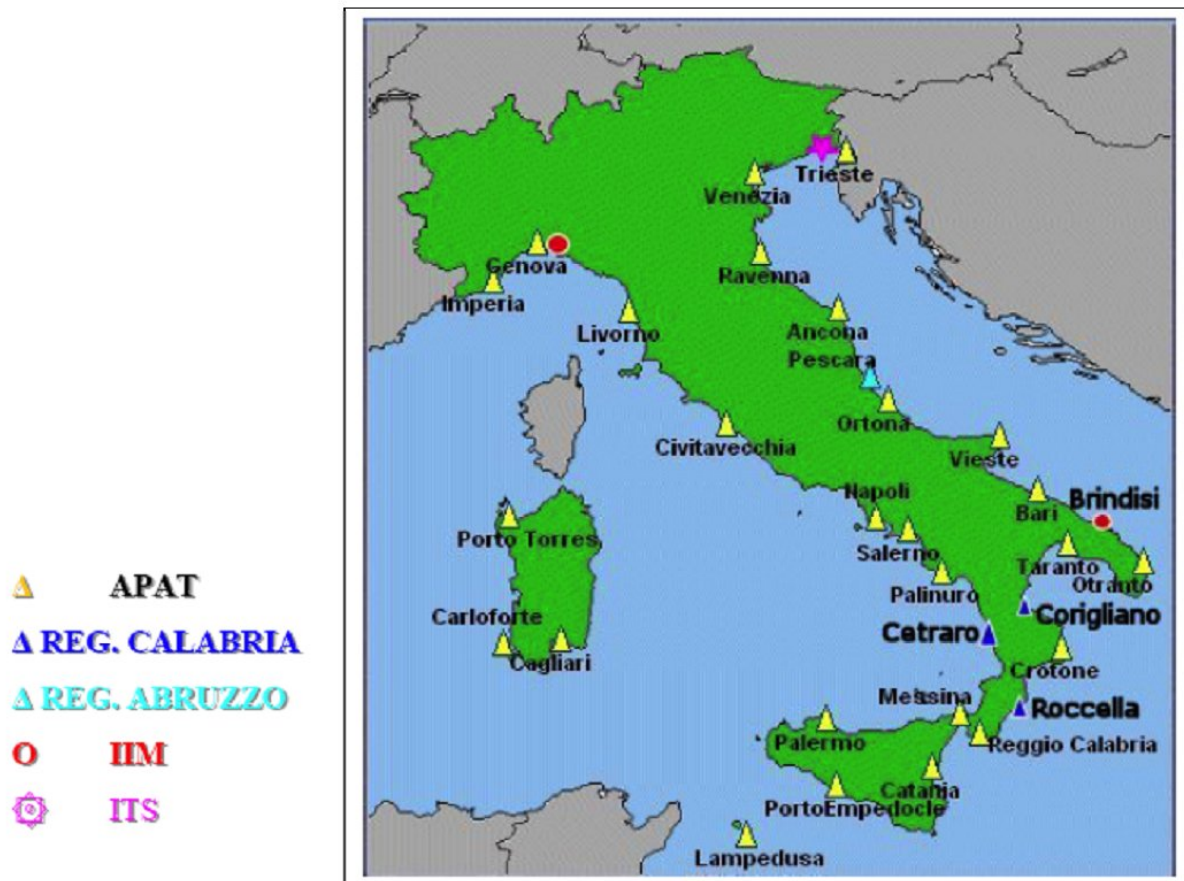 Trieste
Venezia
Genova
Ravenna
Imperia
Livorno
Ancona
Pescara
Ortona
Civitavecchia
Vieste
Napoli
Bari
Brindisi
Porto Torres
Salerno
Taranto
Otranto
Palinuro
Carloforte
Corigliano
Cetraro
Cagliari
Crotone
Messina
Roccella
Palermo
Reggio Calabria
Catania
PortoEmpedocle
Lampedusa
Δ APAT
Δ REG. CALABRIA
Δ REG. ABRUZZO
O IIM
ITS